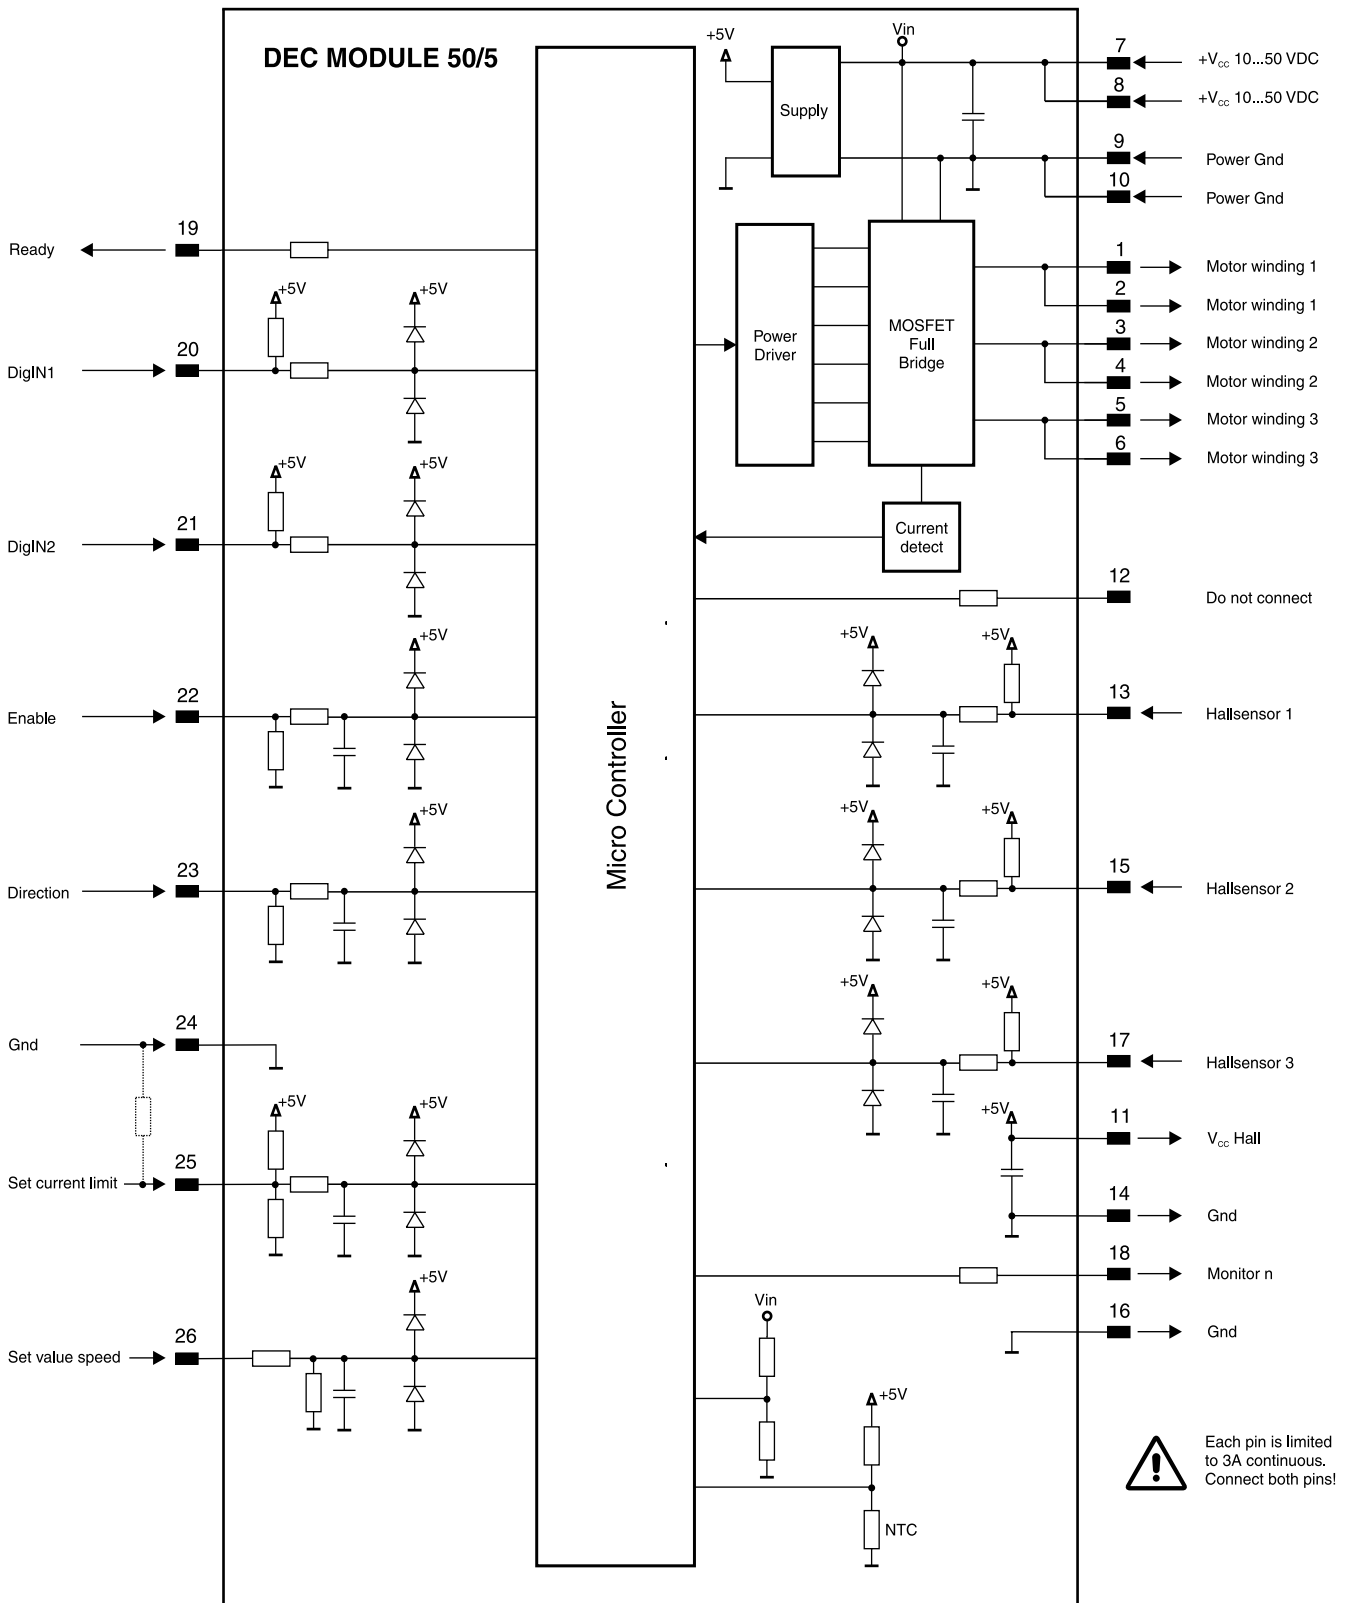 DEC MODULE 50/5
+5V
Vin
Supply
7
+Vcc 10...50 VDC
8
+Vcc 10...50 VDC
9
Power Gnd
10
Power Gnd
Power
Driver
MOSFET
Full
Bridge
1
Motor winding 1
2
Motor winding 1
3
Motor winding 2
4
Motor winding 2
5
Motor winding 3
6
Motor winding 3
Current
detect
12
Do not connect
+5V
+5V
13
Hallsensor 1
+5V
+5V
15
Hallsensor 2
+5V
+5V
17
Hallsensor 3
+5V
11
Vcc Hall
14
Gnd
18
Monitor n
16
Gnd
Vin
+5V
NTC
Micro Controller
Ready
19
+5V
+5V
DigIN1
20
+5V
+5V
DigIN2
21
+5V
Enable
22
+5V
Direction
23
Gnd
24
+5V
+5V
Set current limit
25
+5V
Set value speed
26
Each pin is limited
to 3A continuous.
Connect both pins!